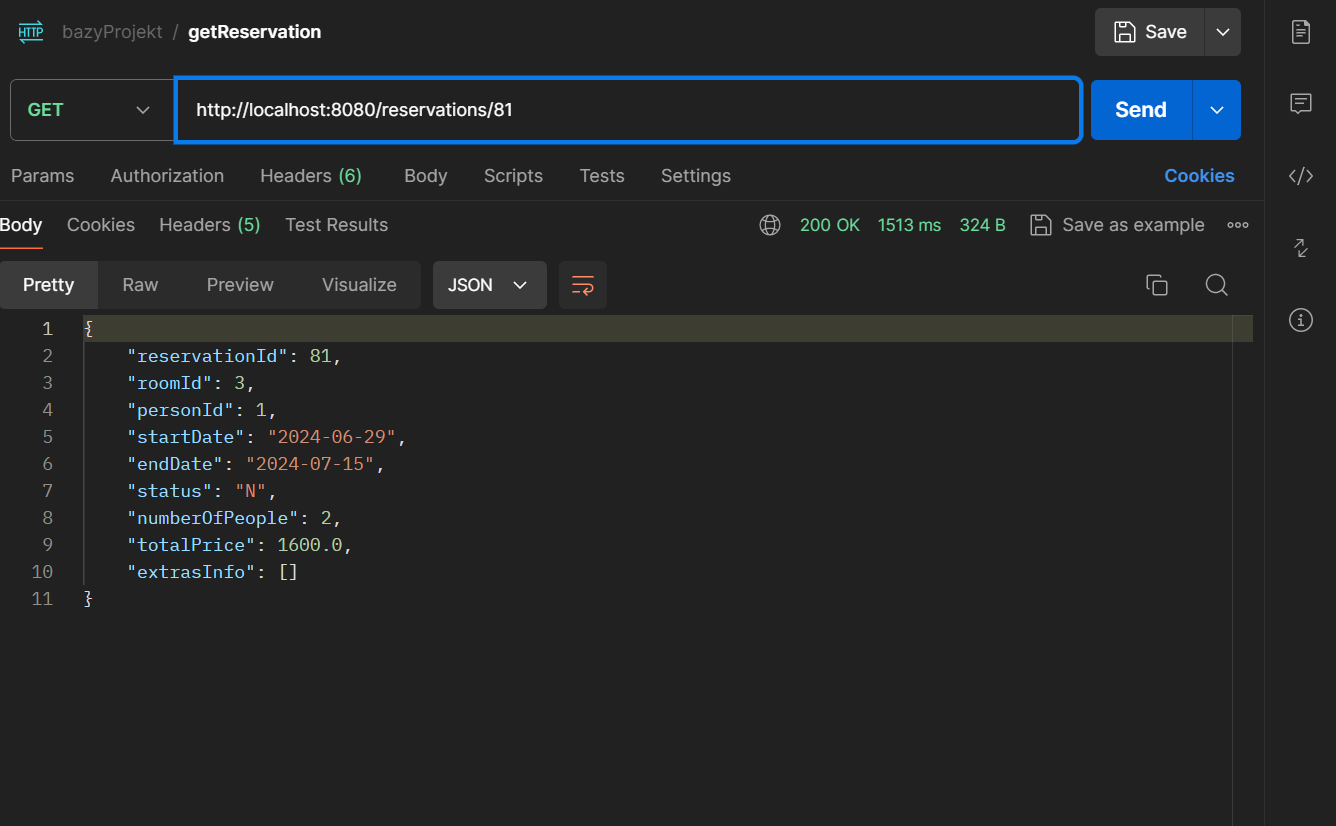 HTTP bazyProjekt / getReservation Save
GET http://localhost:8080/reservations/81 Send
Params Authorization Headers (6) Body Scripts Tests Settings Cookies
Body Cookies Headers (5) Test Results 200 OK 1513 ms 324 B Save as example
Pretty Raw Preview Visualize JSON
1 {
2 "reservationId": 81,
3 "roomId": 3,
4 "personId": 1,
5 "startDate": "2024-06-29",
6 "endDate": "2024-07-15",
7 "status": "N",
8 "numberOfPeople": 2,
9 "totalPrice": 1600.0,
10 "extrasInfo": []
11 }